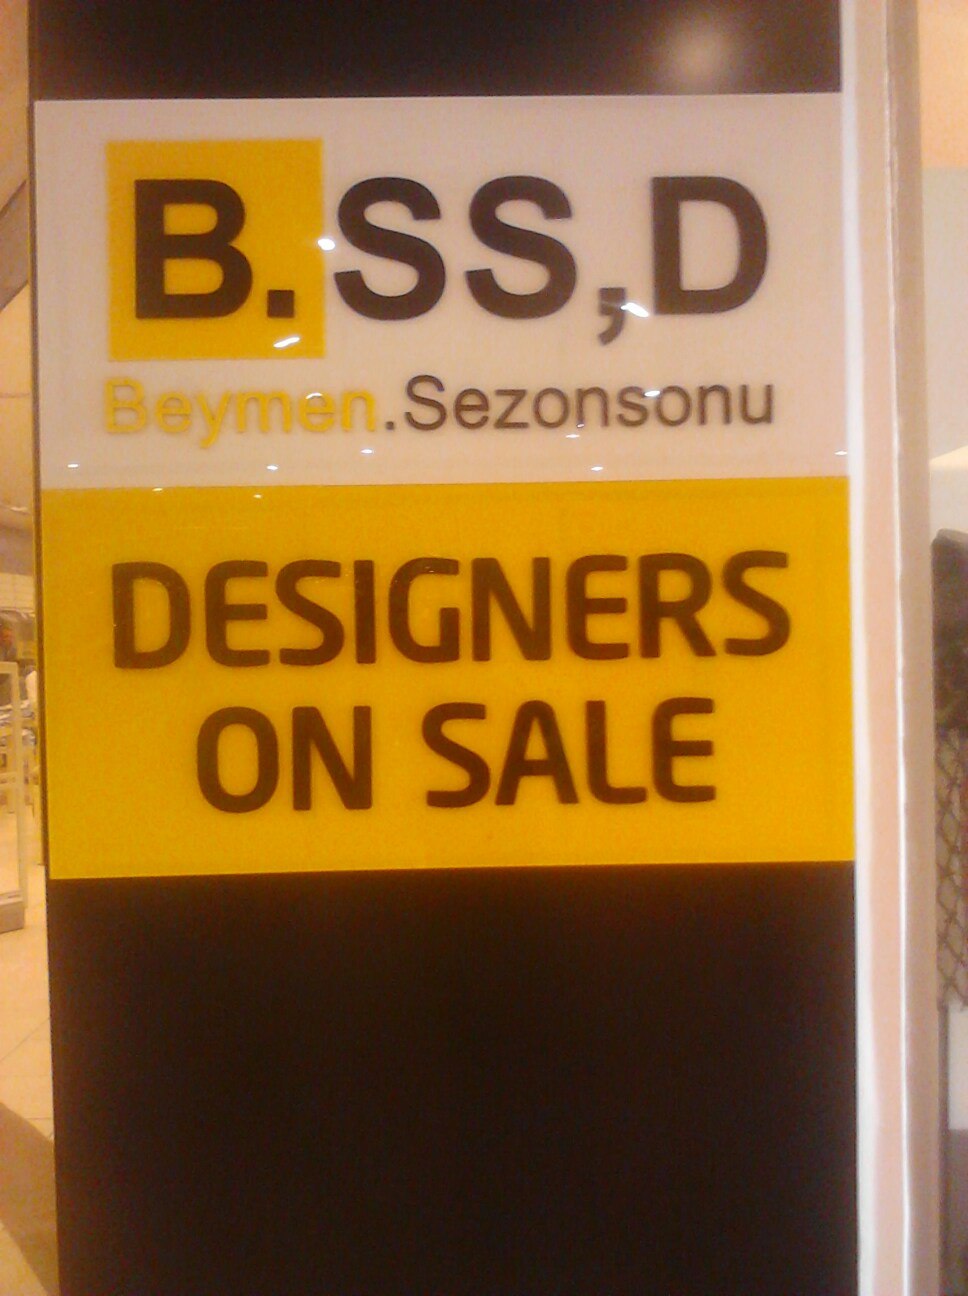 B.SS,D
Beymen.Sezonsonu
DESIGNERS
ON SALE